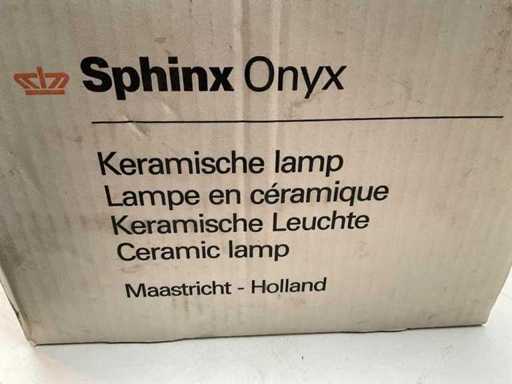 Sphinx Onyx
Keramische lamp
Lampe en céramique
Keramische Leuchte
Ceramic lamp
Maastricht - Holland